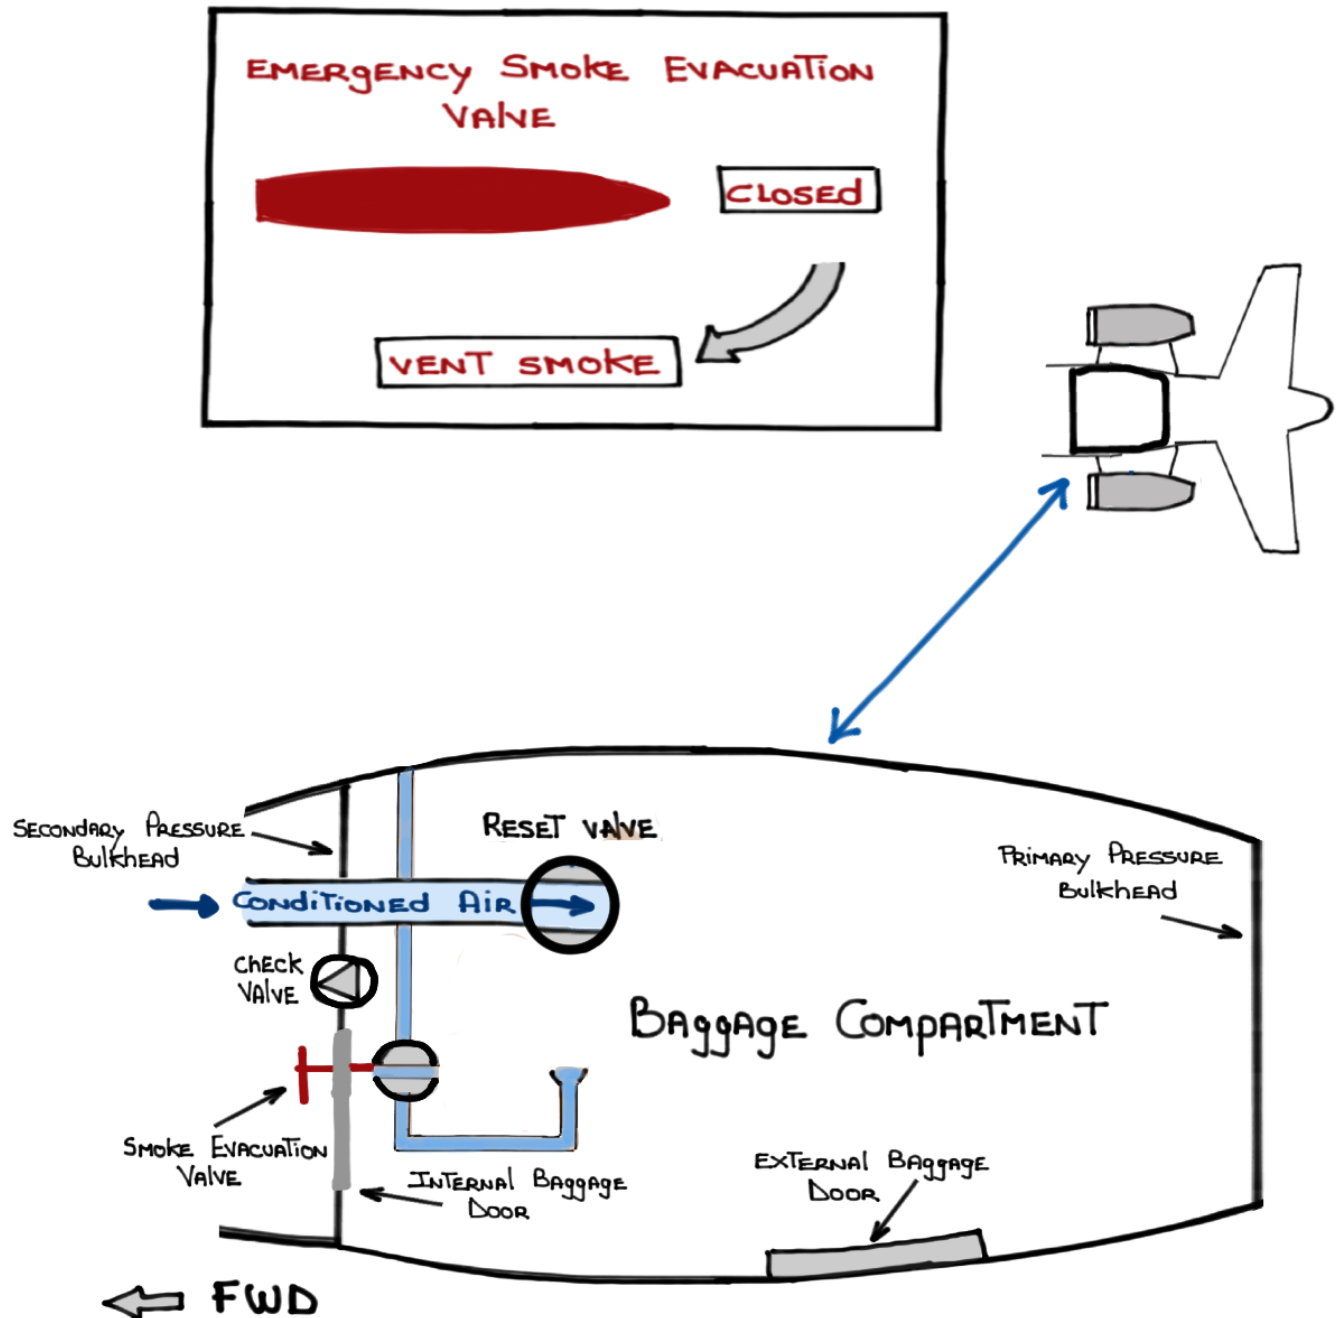 EMERGENCY SMOKE EVACUATION
VALVE
CLOSED
VENT SMOKE
SECONDARY PRESSURE
BULKHEAD
RESET VALVE
PRIMARY PRESSURE
BULKHEAD
CONDITIONED AIR
CHECK
VALVE
BAGGAGE COMPARTMENT
SMOKE EVACUATION
VALVE
INTERNAL BAGGAGE
DOOR
EXTERNAL BAGGAGE
DOOR
FWD